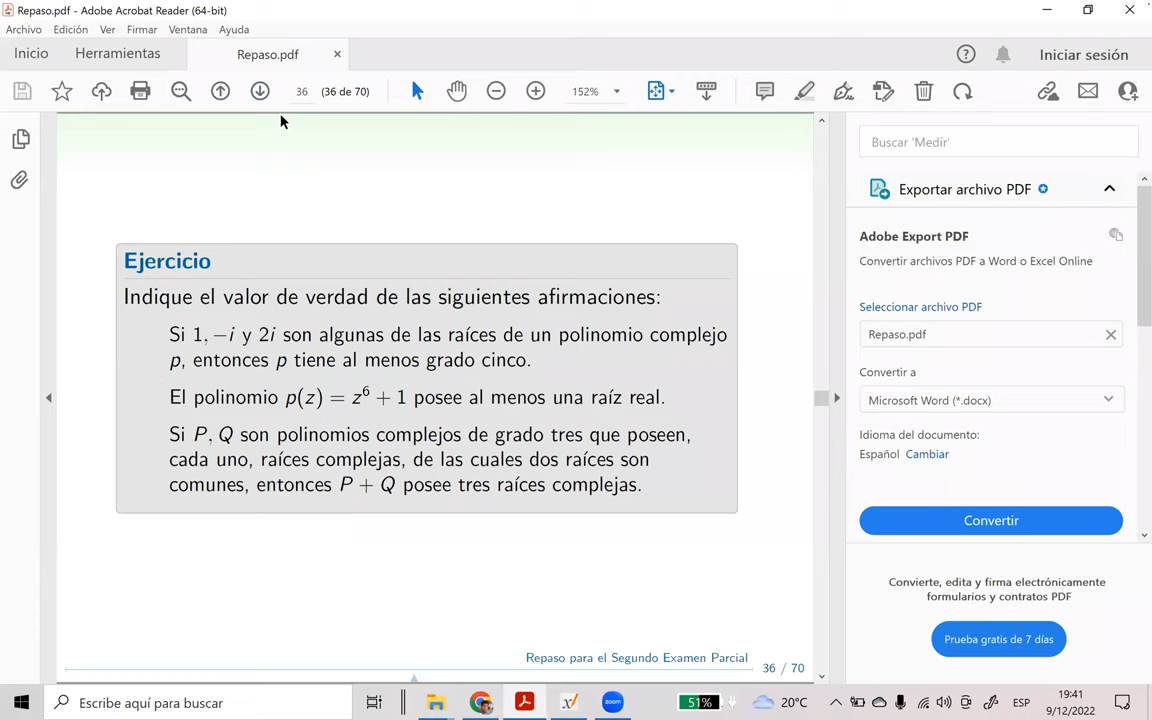 Repaso.pdf - Adobe Acrobat Reader (64-bit)
Archivo Edición Ver Firmar Ventana Ayuda
Inicio Herramientas Repaso.pdf × Iniciar sesión
36 (36 de 70) 152%
Buscar 'Medir'
Exportar archivo PDF
Adobe Export PDF
Convertir archivos PDF a Word o Excel Online
Seleccionar archivo PDF
Repaso.pdf
Convertir a
Microsoft Word (*.docx)
Idioma del documento:
Español Cambiar
Convertir
Convierte, edita y firma electrónicamente
formularios y contratos PDF
Prueba gratis de 7 días
Ejercicio
Indique el valor de verdad de las siguientes afirmaciones:
Si 1, −i y 2i son algunas de las raíces de un polinomio complejo
p, entonces p tiene al menos grado cinco.
El polinomio p(z) = z⁶ + 1 posee al menos una raíz real.
Si P, Q son polinomios complejos de grado tres que poseen,
cada uno, raíces complejas, de las cuales dos raíces son
comunes, entonces P + Q posee tres raíces complejas.
Repaso para el Segundo Examen Parcial 36 / 70
Escribe aquí para buscar
zoom
51%
20°C
ESP
19:41
9/12/2022